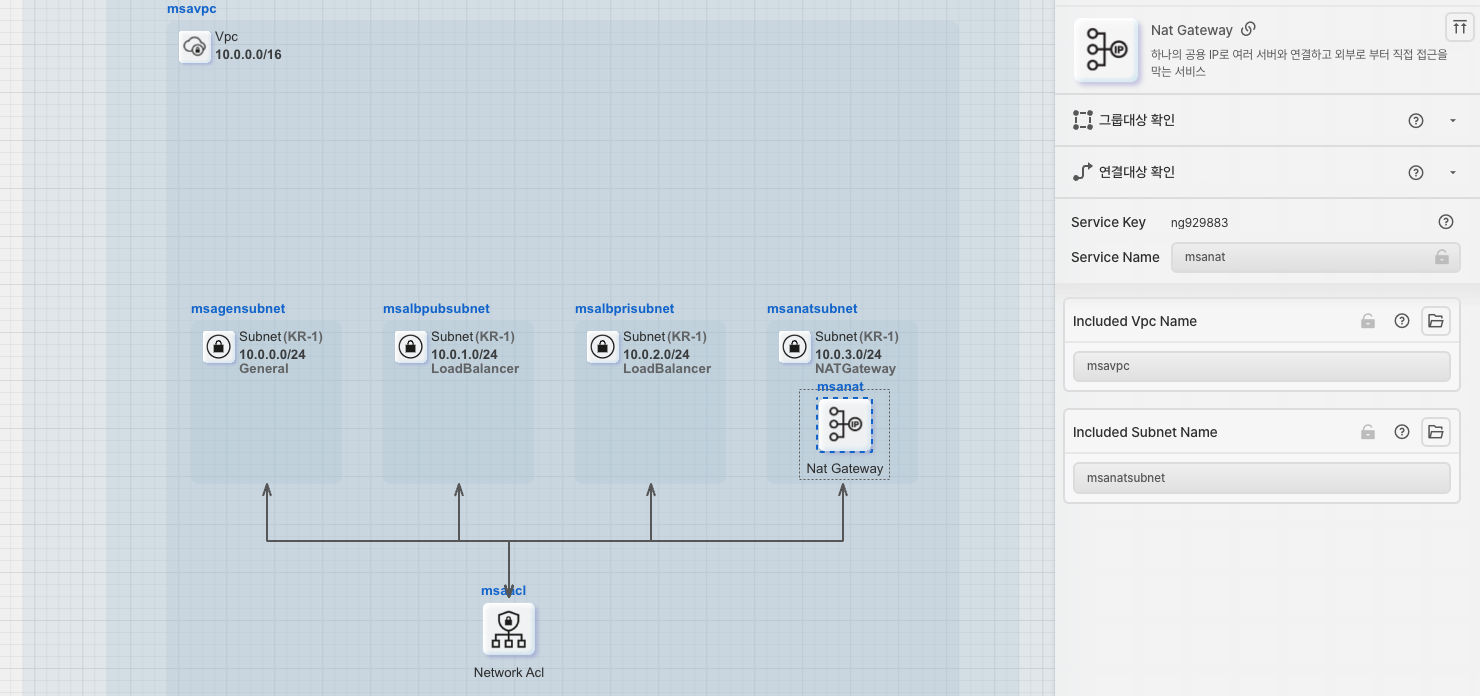 msavpc
Vpc
10.0.0.0/16
msagensubnet
Subnet (KR-1)
10.0.0.0/24
General
msalbpubsubnet
Subnet (KR-1)
10.0.1.0/24
LoadBalancer
msalbprisubnet
Subnet (KR-1)
10.0.2.0/24
LoadBalancer
msanatsubnet
Subnet (KR-1)
10.0.3.0/24
NATGateway
msanat
IP
Nat Gateway
msaacl
Network Acl
IP
Nat Gateway
하나의 공용 IP로 여러 서버와 연결하고 외부로 부터 직접 접근을
막는 서비스
그룹대상 확인
연결대상 확인
Service Key ng929883
Service Name msanat
Included Vpc Name
msavpc
Included Subnet Name
msanatsubnet